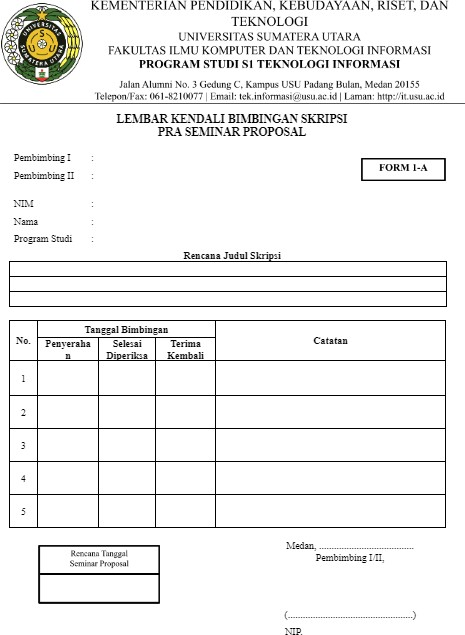 KEMENTERIAN PENDIDIKAN, KEBUDAYAAN, RISET, DAN
TEKNOLOGI
UNIVERSITAS SUMATERA UTARA
FAKULTAS ILMU KOMPUTER DAN TEKNOLOGI INFORMASI
PROGRAM STUDI S1 TEKNOLOGI INFORMASI
Jalan Alumni No. 3 Gedung C, Kampus USU Padang Bulan, Medan 20155
Telepon/Fax: 061-8210077 | Email: tek.informasi@usu.ac.id | Laman: http://it.usu.ac.id
UNIVERSITAS
SUMATERA UTARA
LEMBAR KENDALI BIMBINGAN SKRIPSI
PRA SEMINAR PROPOSAL
Pembimbing I :
Pembimbing II :
FORM 1-A
NIM :
Nama :
Program Studi :
Rencana Judul Skripsi
No. Tanggal Bimbingan Catatan
Penyeraha
n
Selesai
Diperiksa
Terima
Kembali
1
2
3
4
5
Rencana Tanggal
Seminar Proposal
Medan, ......................................
Pembimbing I/II,
(...................................................)
NIP.